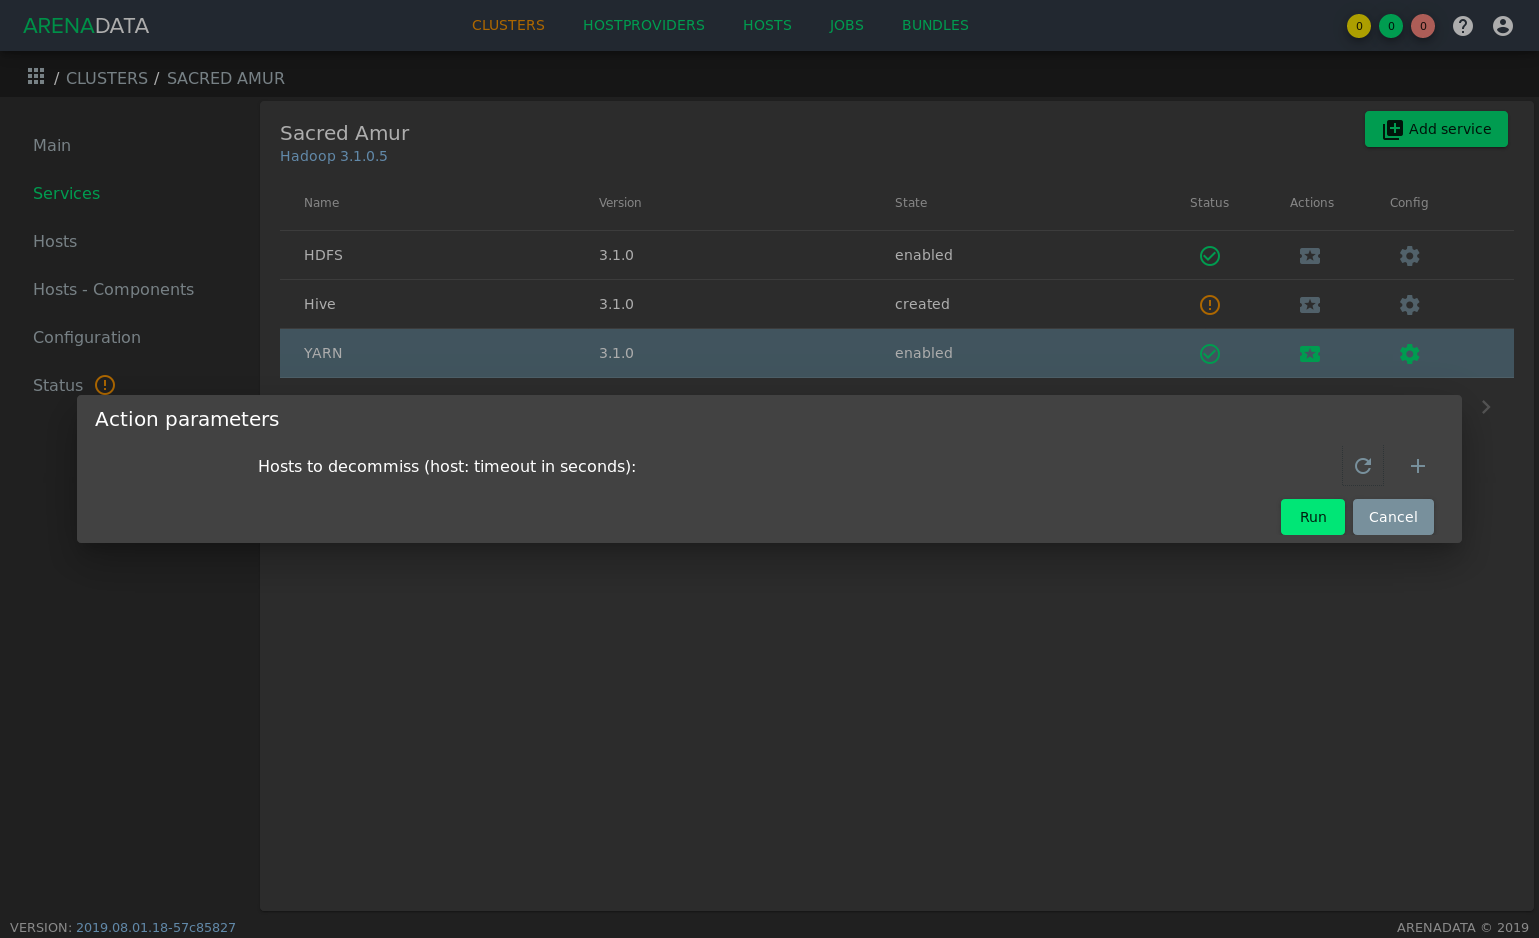 ARENADATA CLUSTERS HOSTPROVIDERS HOSTS JOBS BUNDLES 0 0 0
/ CLUSTERS / SACRED AMUR
Main
Services
Hosts
Hosts - Components
Configuration
Status
Sacred Amur
Hadoop 3.1.0.5
Add service
Name Version State Status Actions Config
HDFS 3.1.0 enabled
Hive 3.1.0 created
YARN 3.1.0 enabled
Action parameters
Hosts to decommiss (host: timeout in seconds):
Run Cancel
VERSION: 2019.08.01.18-57c85827
ARENADATA © 2019